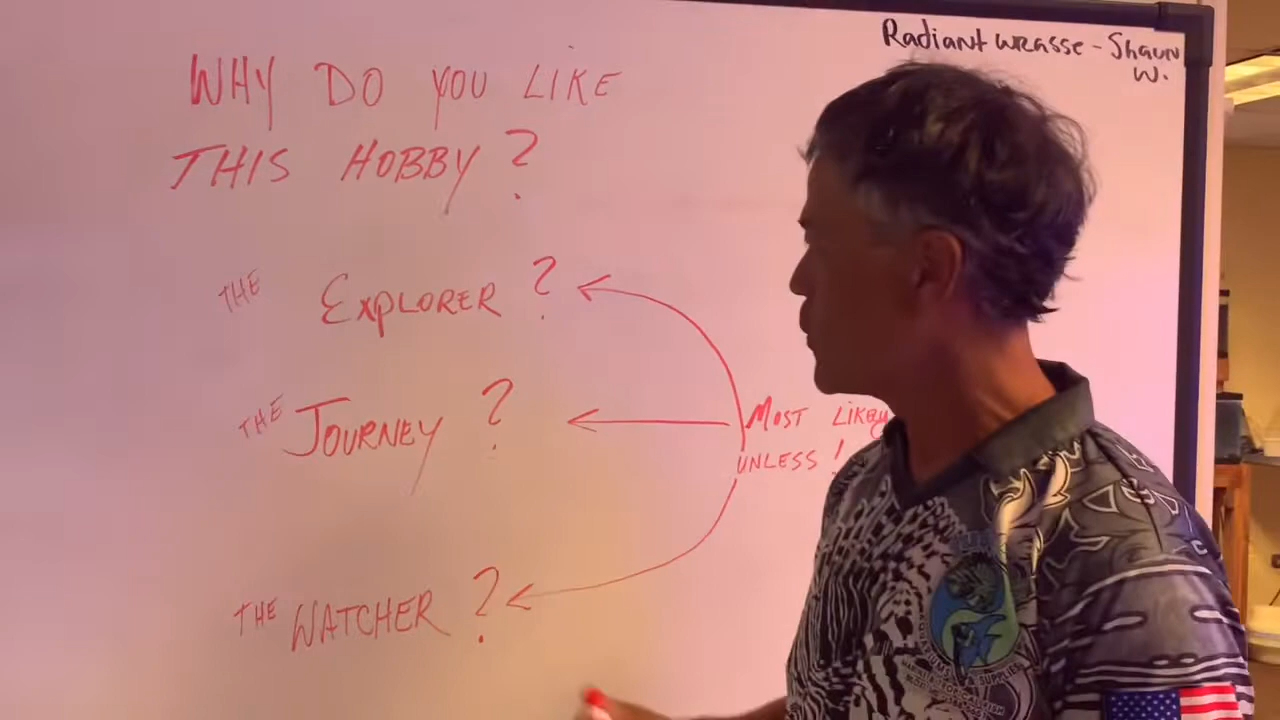 Radiant wrasse - Shaun
W.
WHY DO YOU LIKE
THIS HOBBY?
THE EXPLORER?
THE JOURNEY?
MOST LIKELY
UNLESS!
THE WATCHER?